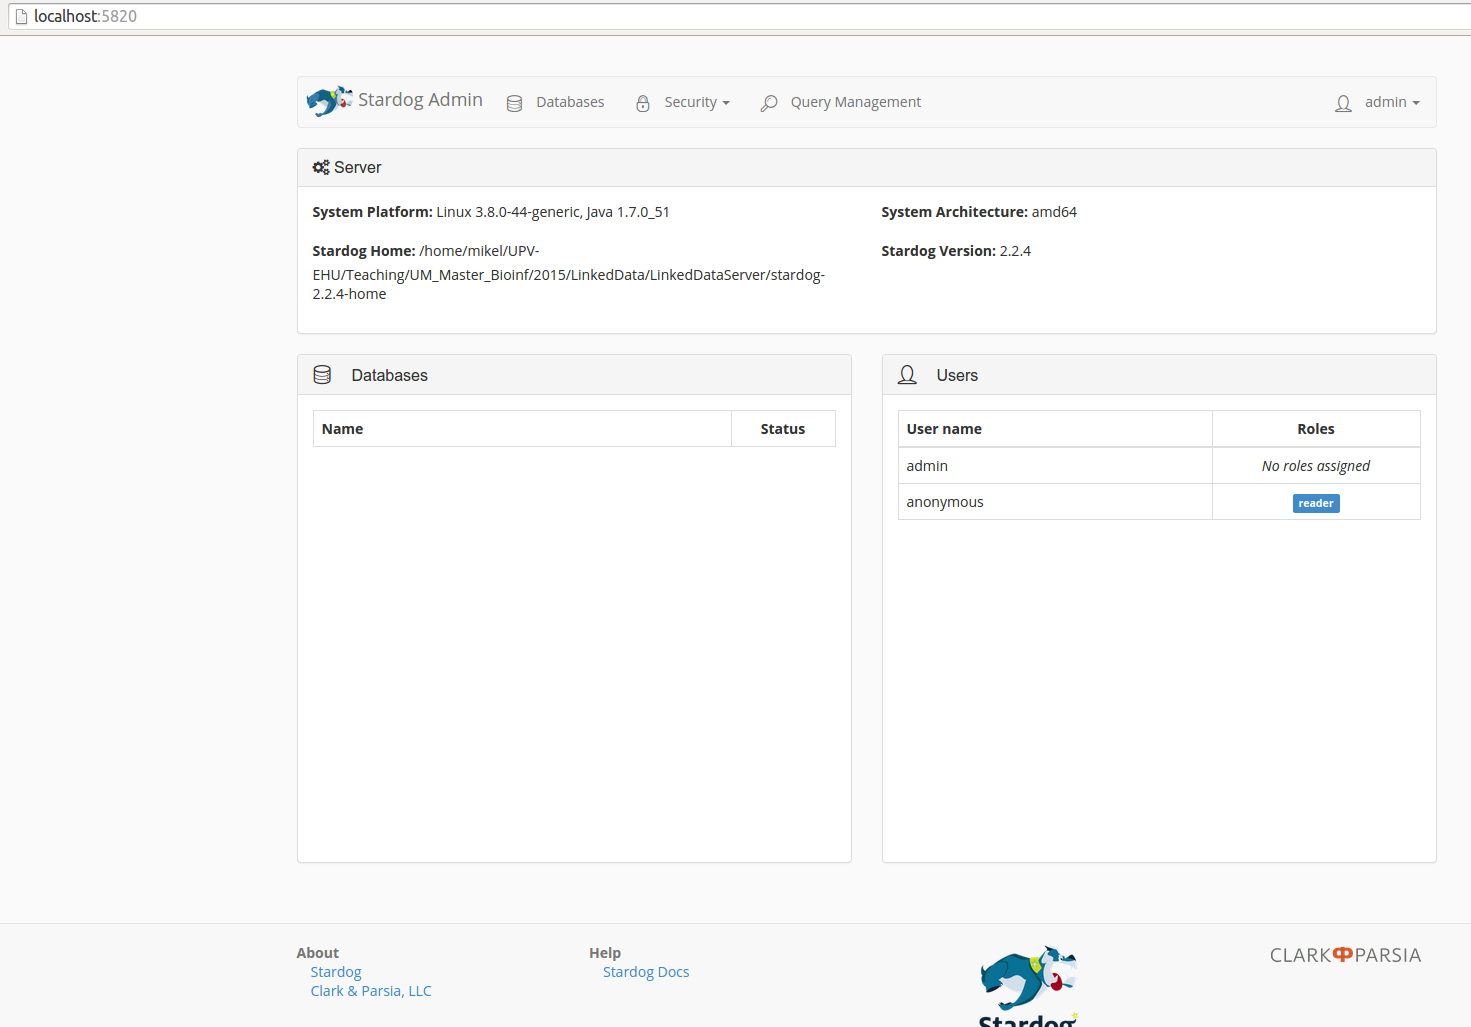 localhost:5820
Stardog Admin Databases Security Query Management admin
Server
System Platform: Linux 3.8.0-44-generic, Java 1.7.0_51
System Architecture: amd64
Stardog Home: /home/mikel/UPV-
EHU/Teaching/UM_Master_Bioinf/2015/LinkedData/LinkedDataServer/stardog-
2.2.4-home
Stardog Version: 2.2.4
Databases
Name Status
Users
User name Roles
admin No roles assigned
anonymous reader
About
Stardog
Clark & Parsia, LLC
Help
Stardog Docs
Stardog
CLARK PARSIA